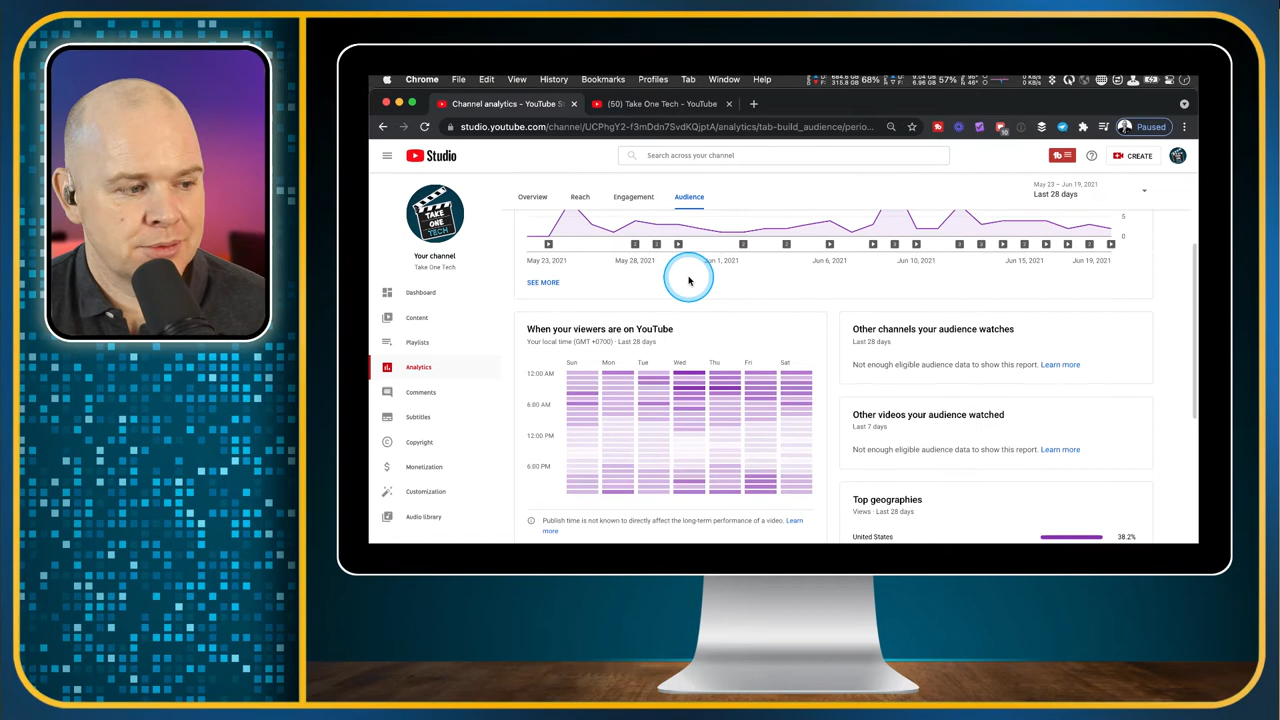 Chrome File Edit View History Bookmarks Profiles Tab Window Help 68% 57%
Channel analytics - YouTube S
(50) Take One Tech - YouTube
studio.youtube.com/channel/UCPhgY2-f3mDdn7SvdKQjptA/analytics/tab-build_audience/perio...
Paused
Studio
Search across your channel
CREATE
TAKE ONE TECH
Your channel
Take One Tech
Dashboard
Content
Playlists
Analytics
Comments
Subtitles
Copyright
Monetization
Customization
Audio library
Overview Reach Engagement Audience
May 23 – Jun 19, 2021
Last 28 days
5
0
May 23, 2021 May 28, 2021 Jun 1, 2021 Jun 6, 2021 Jun 10, 2021 Jun 15, 2021 Jun 19, 2021
SEE MORE
When your viewers are on YouTube
Your local time (GMT +0700) · Last 28 days
Sun Mon Tue Wed Thu Fri Sat
12:00 AM
6:00 AM
12:00 PM
6:00 PM
Publish time is not known to directly affect the long-term performance of a video. Learn
more
Other channels your audience watches
Last 28 days
Not enough eligible audience data to show this report. Learn more
Other videos your audience watched
Last 7 days
Not enough eligible audience data to show this report. Learn more
Top geographies
Views · Last 28 days
United States 38.2%